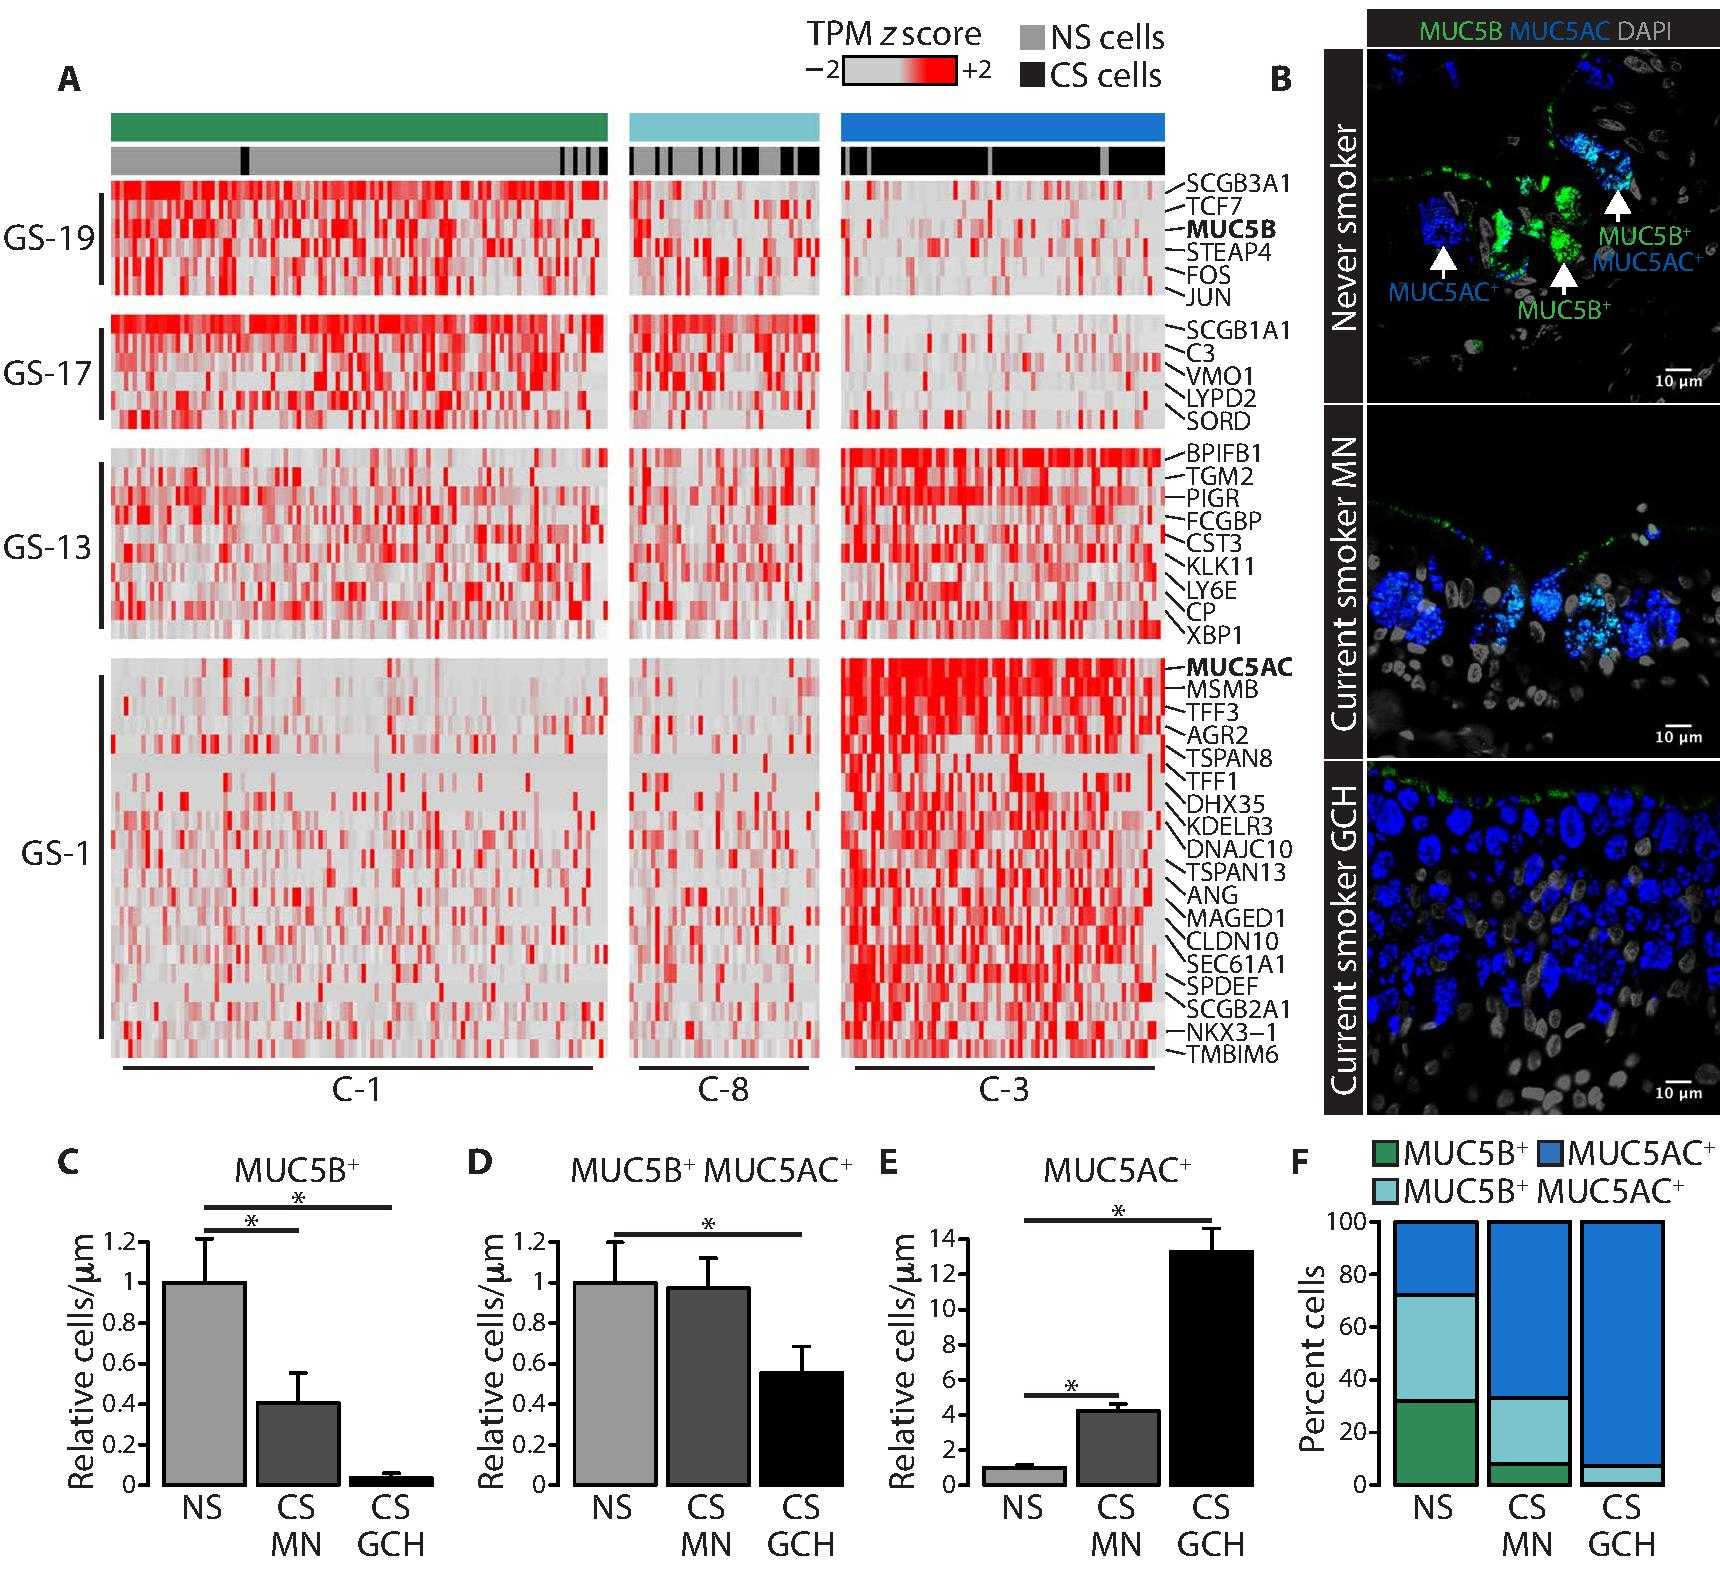 A
TPM z score
−2
+2
NS cells
CS cells
GS-19
SCGB3A1
TCF7
MUC5B
STEAP4
FOS
JUN
GS-17
SCGB1A1
C3
VMO1
LYPD2
SORD
GS-13
BPIFB1
TGM2
PIGR
FCGBP
CST3
KLK11
LY6E
CP
XBP1
GS-1
MUC5AC
MSMB
TFF3
AGR2
TSPAN8
TFF1
DHX35
KDELR3
DNAJC10
TSPAN13
ANG
MAGED1
CLDN10
SEC61A1
SPDEF
SCGB2A1
NKX3−1
TMBIM6
C-1
C-8
C-3
B
MUC5B MUC5AC DAPI
Never smoker
MUC5AC+
MUC5B+
MUC5B+
MUC5AC+
10 µm
Current smoker MN
10 µm
Current smoker GCH
10 µm
C
MUC5B+
Relative cells/µm
1.2
1
0.8
0.6
0.4
0.2
0
*
*
NS
CS
MN
CS
GCH
D
MUC5B+ MUC5AC+
Relative cells/µm
1.2
1
0.8
0.6
0.4
0.2
0
*
NS
CS
MN
CS
GCH
E
MUC5AC+
Relative cells/µm
14
12
10
8
6
4
2
0
*
*
NS
CS
MN
CS
GCH
F
MUC5B+
MUC5AC+
MUC5B+ MUC5AC+
Percent cells
100
80
60
40
20
0
NS
CS
MN
CS
GCH